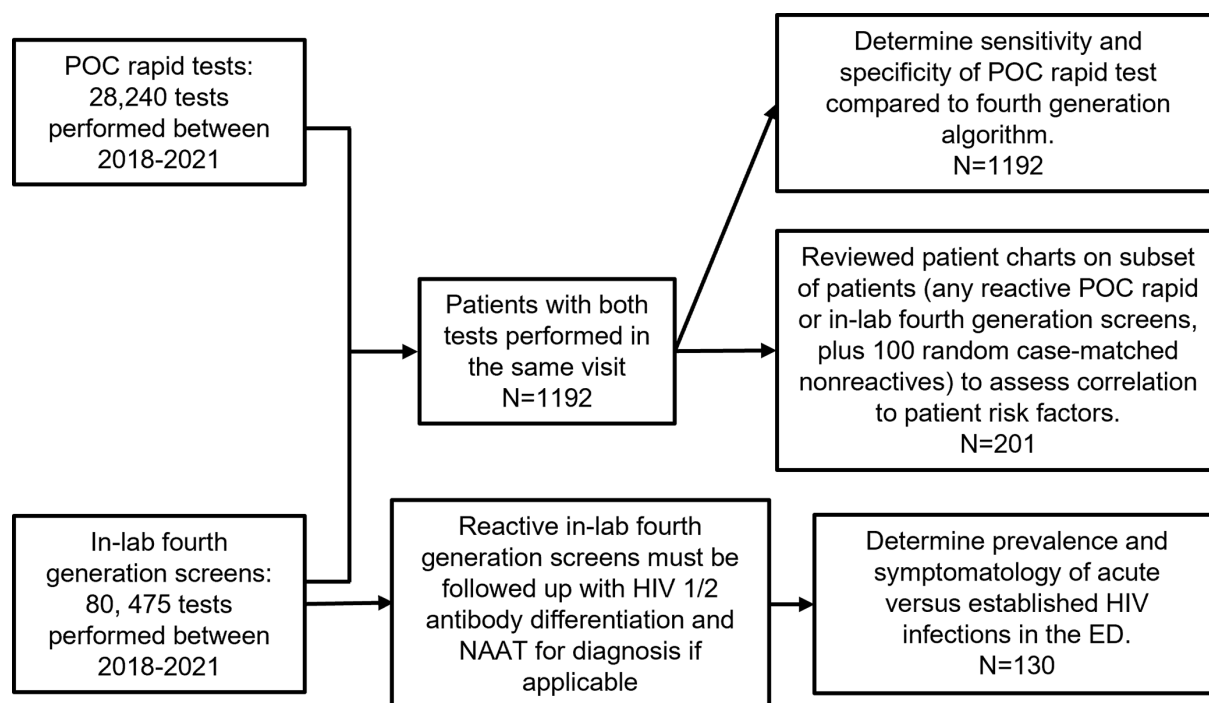 POC rapid tests:
28,240 tests
performed between
2018-2021
Determine sensitivity and
specificity of POC rapid test
compared to fourth generation
algorithm.
N=1192
Patients with both
tests performed in
the same visit
N=1192
Reviewed patient charts on subset
of patients (any reactive POC rapid
or in-lab fourth generation screens,
plus 100 random case-matched
nonreactives) to assess correlation
to patient risk factors.
N=201
In-lab fourth
generation screens:
80, 475 tests
performed between
2018-2021
Reactive in-lab fourth
generation screens must be
followed up with HIV 1/2
antibody differentiation and
NAAT for diagnosis if
applicable
Determine prevalence and
symptomatology of acute
versus established HIV
infections in the ED.
N=130